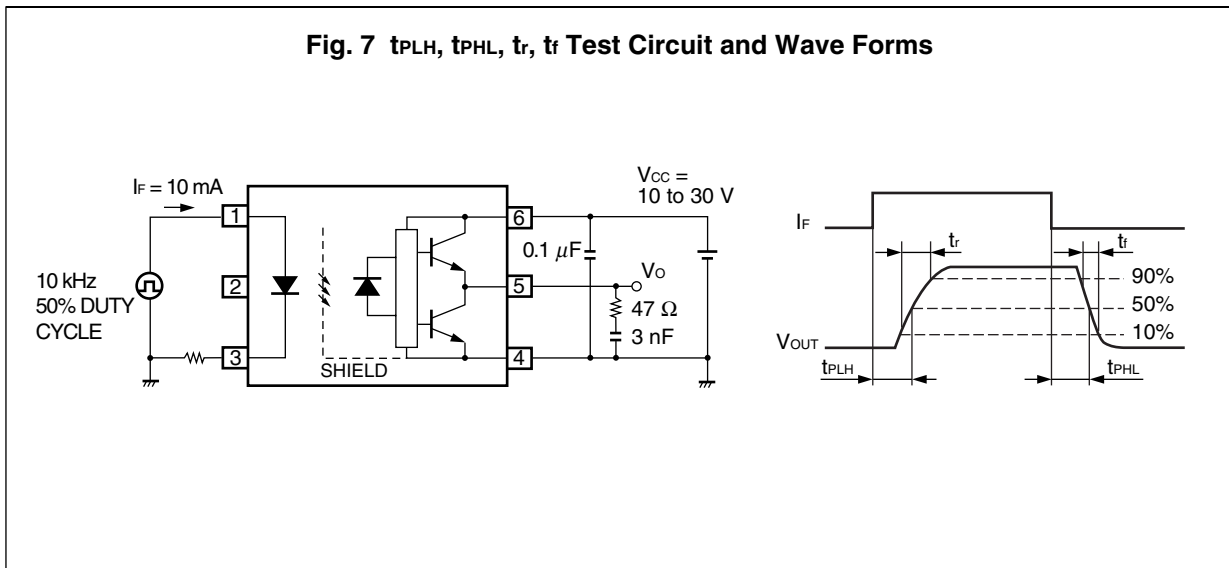 Fig. 7 tPLH, tPHL, tr, tf Test Circuit and Wave Forms
IF = 10 mA
VCC =
10 to 30 V
1
2
3
6
5
4
10 kHz
50% DUTY
CYCLE
SHIELD
0.1 μF
VO
47 Ω
3 nF
IF
tr
tf
90%
50%
10%
VOUT
tPLH
tPHL